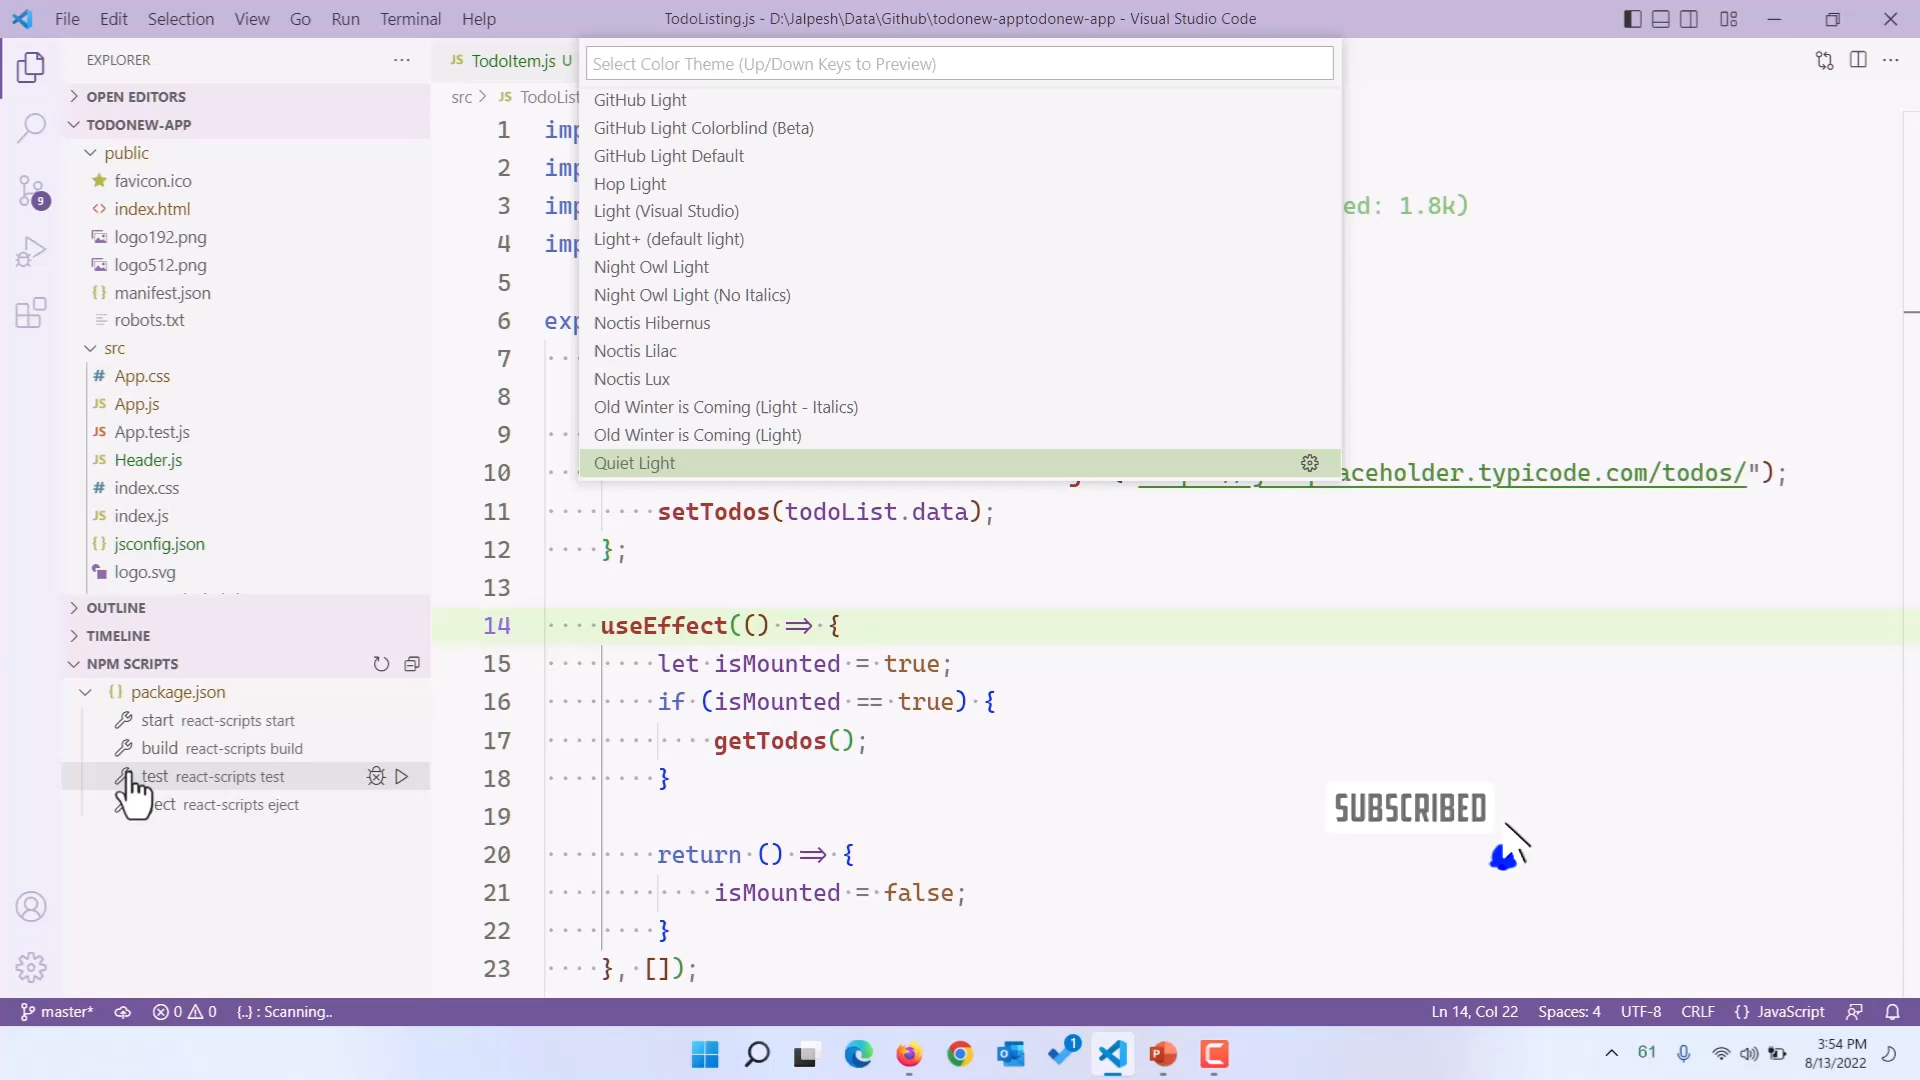 File Edit Selection View Go Run Terminal Help
TodoListing.js - D:\Jalpesh\Data\Github\todonew-apptodonew-app - Visual Studio Code
EXPLORER
OPEN EDITORS
TODONEW-APP
public
favicon.ico
index.html
logo192.png
logo512.png
manifest.json
robots.txt
src
App.css
App.js
App.test.js
Header.js
index.css
index.js
jsconfig.json
logo.svg
OUTLINE
TIMELINE
NPM SCRIPTS
package.json
start react-scripts start
build react-scripts build
test react-scripts test
ect react-scripts eject
9
JS TodoItem.js U
src > JS TodoList
Select Color Theme (Up/Down Keys to Preview)
GitHub Light
GitHub Light Colorblind (Beta)
GitHub Light Default
Hop Light
Light (Visual Studio)
Light+ (default light)
Night Owl Light
Night Owl Light (No Italics)
Noctis Hibernus
Noctis Lilac
Noctis Lux
Old Winter is Coming (Light - Italics)
Old Winter is Coming (Light)
Quiet Light
1 imp
2 imp
3 imp ed: 1.8k)
4 imp
5
6 exp
7
8
9
10 aceholder.typicode.com/todos/");
11 setTodos(todoList.data);
12 };
13
14 useEffect(() => {
15 let isMounted = true;
16 if (isMounted == true) {
17 getTodos();
18 }
19
20 return () => {
21 isMounted = false;
22 }
23 }, []);
SUBSCRIBED
master* 0 0 {..} : Scanning..
Ln 14, Col 22 Spaces: 4 UTF-8 CRLF {} JavaScript
1
61
3:54 PM
8/13/2022